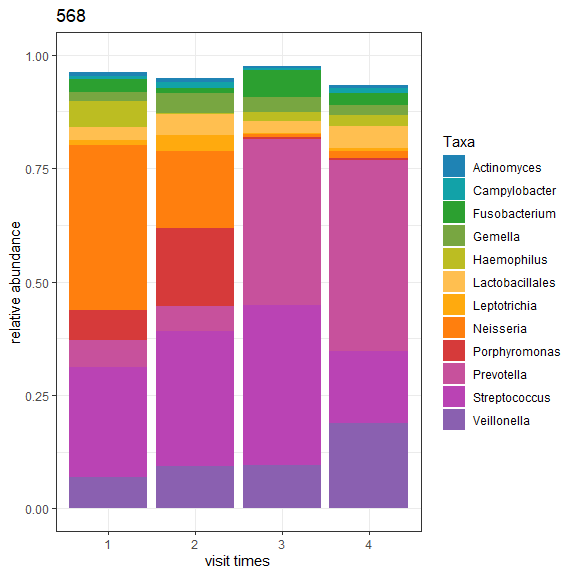 568
relative abundance
1.00
0.75
0.50
0.25
0.00
1 2 3 4
visit times
Taxa
Actinomyces
Campylobacter
Fusobacterium
Gemella
Haemophilus
Lactobacillales
Leptotrichia
Neisseria
Porphyromonas
Prevotella
Streptococcus
Veillonella